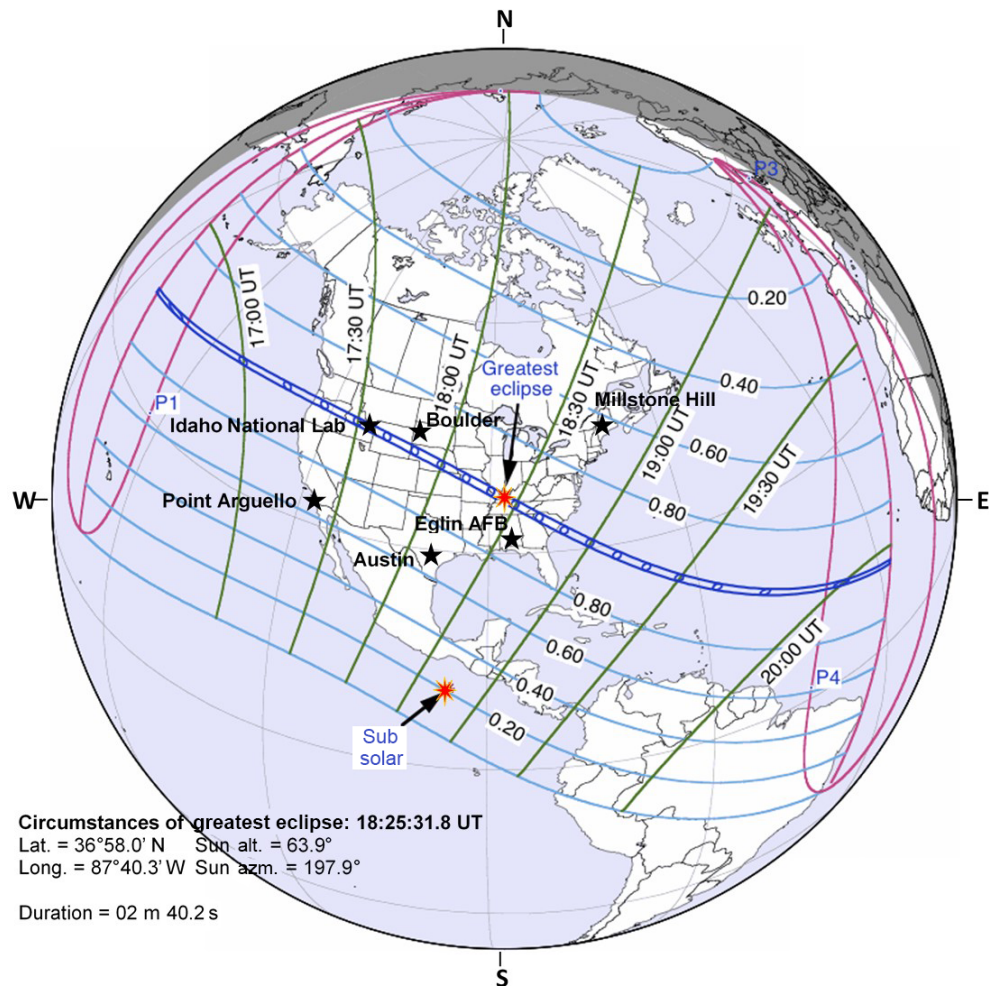 N
P3
0.20
17:00 UT
17:30 UT
18:00 UT
Greatest
eclipse
18:30 UT
0.40
Millstone Hill
P1
Idaho National Lab
Boulder
19:00 UT
0.60
19:30 UT
W
Point Arguello
E
0.80
Eglin AFB
Austin
0.80
0.60
20:00 UT
P4
0.40
0.20
Sub
solar
Circumstances of greatest eclipse: 18:25:31.8 UT
Lat. = 36°58.0’ N Sun alt. = 63.9°
Long. = 87°40.3’ W Sun azm. = 197.9°
Duration = 02 m 40.2 s
S